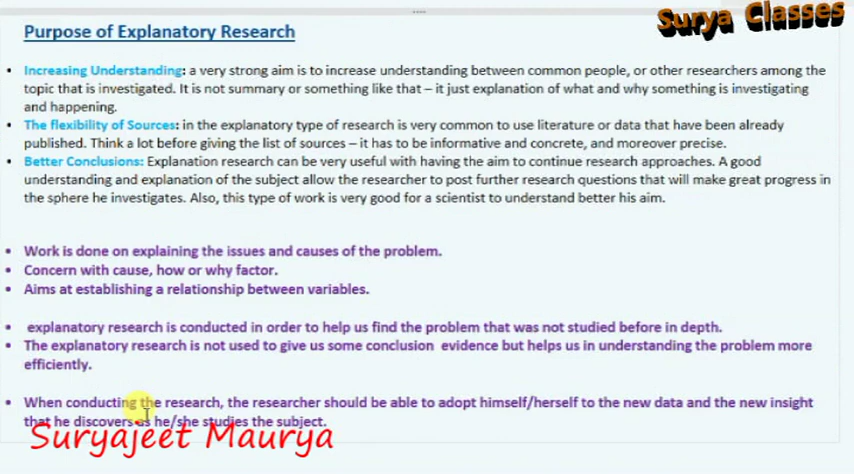 Surya Classes
Purpose of Explanatory Research
• Increasing Understanding: a very strong aim is to increase understanding between common people, or other researchers among the
topic that is investigated. It is not summary or something like that – it just explanation of what and why something is investigating
and happening.
• The flexibility of Sources: in the explanatory type of research is very common to use literature or data that have been already
published. Think a lot before giving the list of sources – it has to be informative and concrete, and moreover precise.
• Better Conclusions: Explanation research can be very useful with having the aim to continue research approaches. A good
understanding and explanation of the subject allow the researcher to post further research questions that will make great progress in
the sphere he investigates. Also, this type of work is very good for a scientist to understand better his aim.
• Work is done on explaining the issues and causes of the problem.
• Concern with cause, how or why factor.
• Aims at establishing a relationship between variables.
• explanatory research is conducted in order to help us find the problem that was not studied before in depth.
• The explanatory research is not used to give us some conclusion evidence but helps us in understanding the problem more
efficiently.
• When conducting the research, the researcher should be able to adopt himself/herself to the new data and the new insight
that he discovers as he/she studies the subject.
Suryajeet Maurya